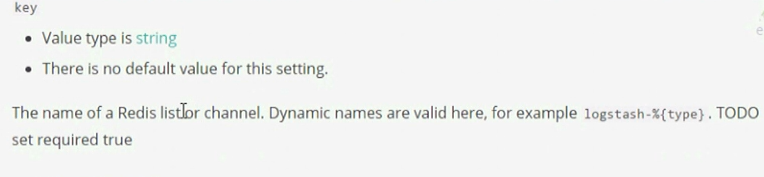 key
Value type is string
There is no default value for this setting.
The name of a Redis list or channel. Dynamic names are valid here, for example logstash-%{type}. TODO
set required true